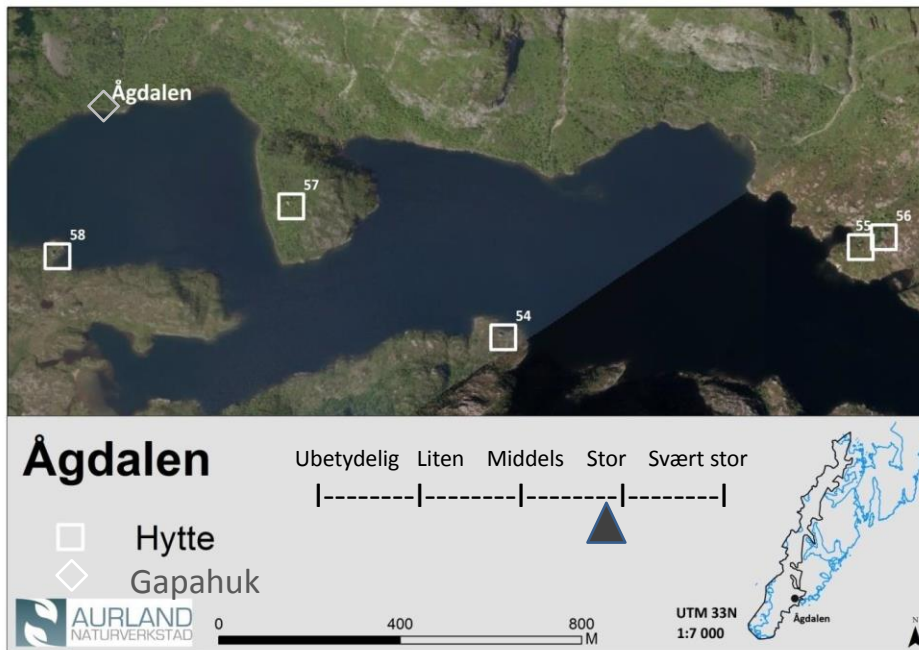 Ågdalen
57
58
55
56
54
Ågdalen
Ubetydelig Liten Middels Stor Svært stor
|--------|--------|--------|--------|
Hytte
Gapahuk
AURLAND
NATURVERKSTAD
0 400 800
M
UTM 33N
1:7 000
Ågdalen
N